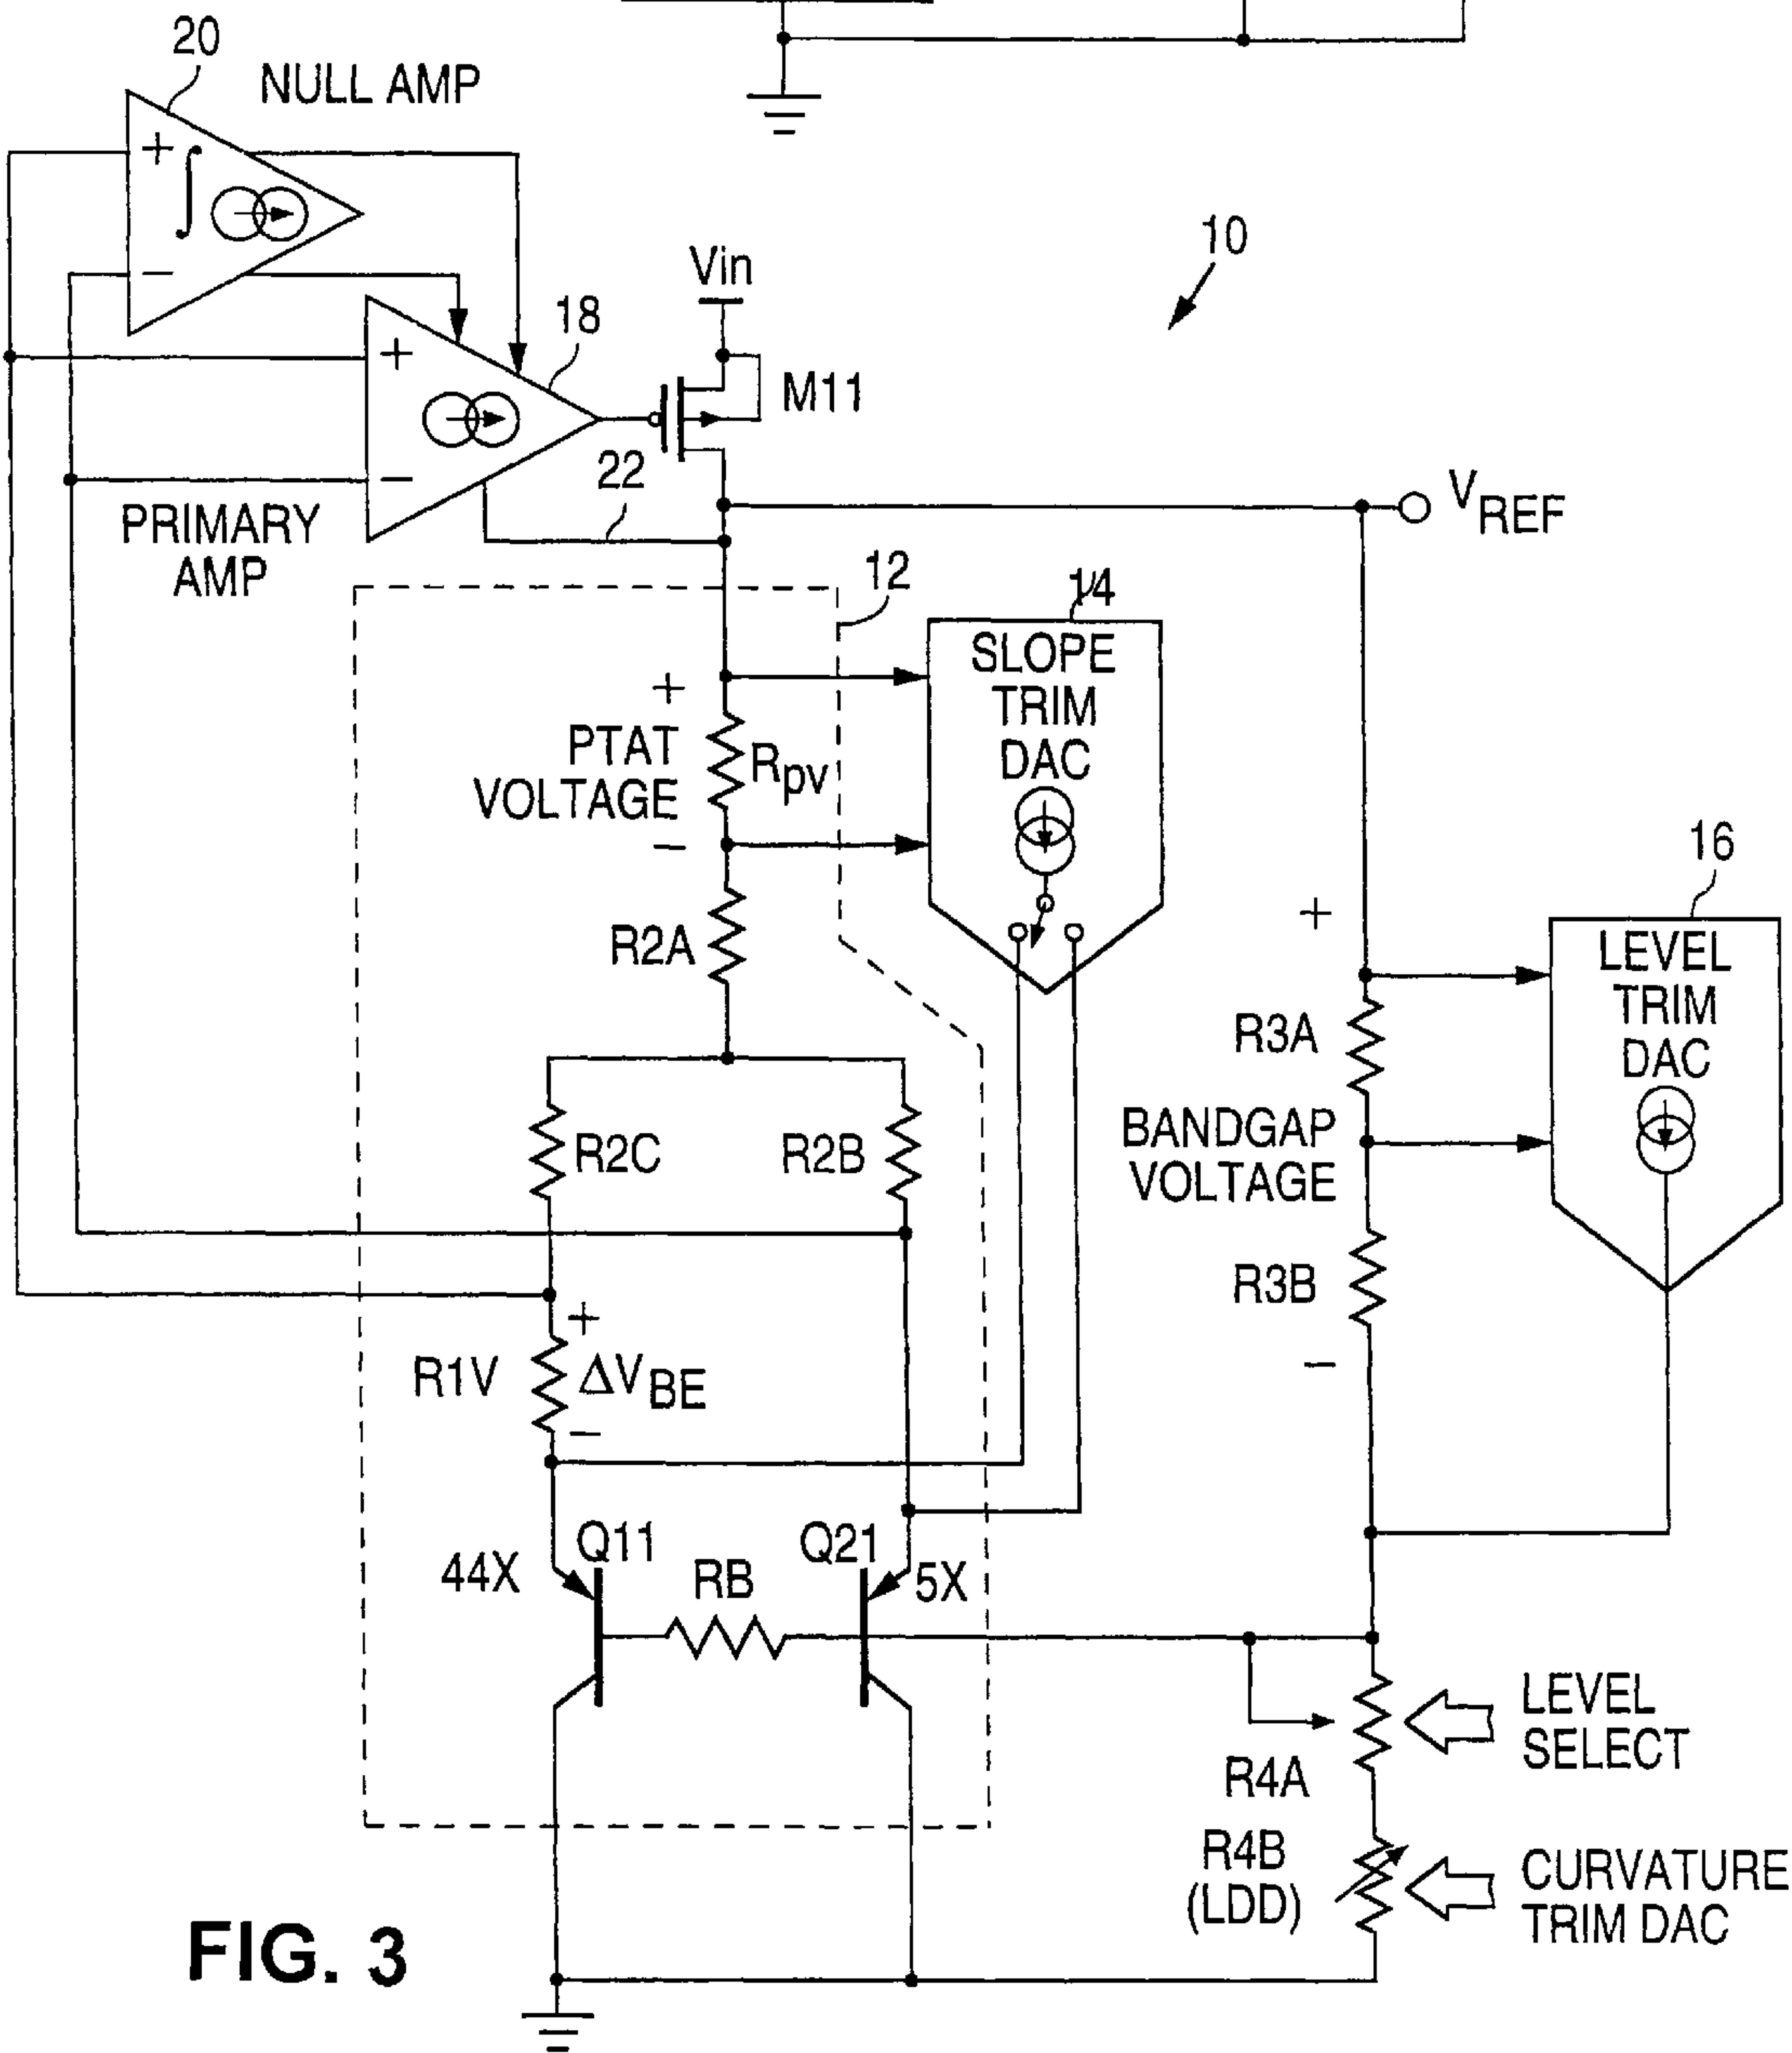 20
NULL AMP
+
∫
−
10
Vin
18
+
M11
−
22
PRIMARY
AMP
V REF
12
14
SLOPE
TRIM
DAC
+
PTAT
VOLTAGE
−
Rpv
16
R2A
+
LEVEL
TRIM
DAC
R3A
BANDGAP
VOLTAGE
R2C
R2B
R3B
+
R1V
ΔVBE
−
−
Q11
Q21
44X
RB
5X
LEVEL
SELECT
R4A
R4B
(LDD)
CURVATURE
TRIM DAC
FIG. 3